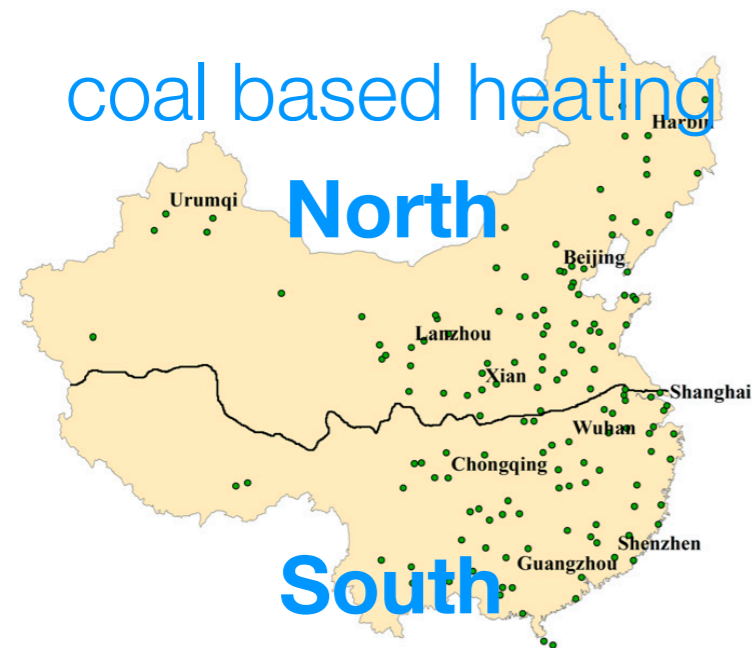 coal based heating
Harbin
North
Urumqi
Beijing
Lanzhou
Xian
Shanghai
Wuhan
Chongqing
Shenzhen
Guangzhou
South